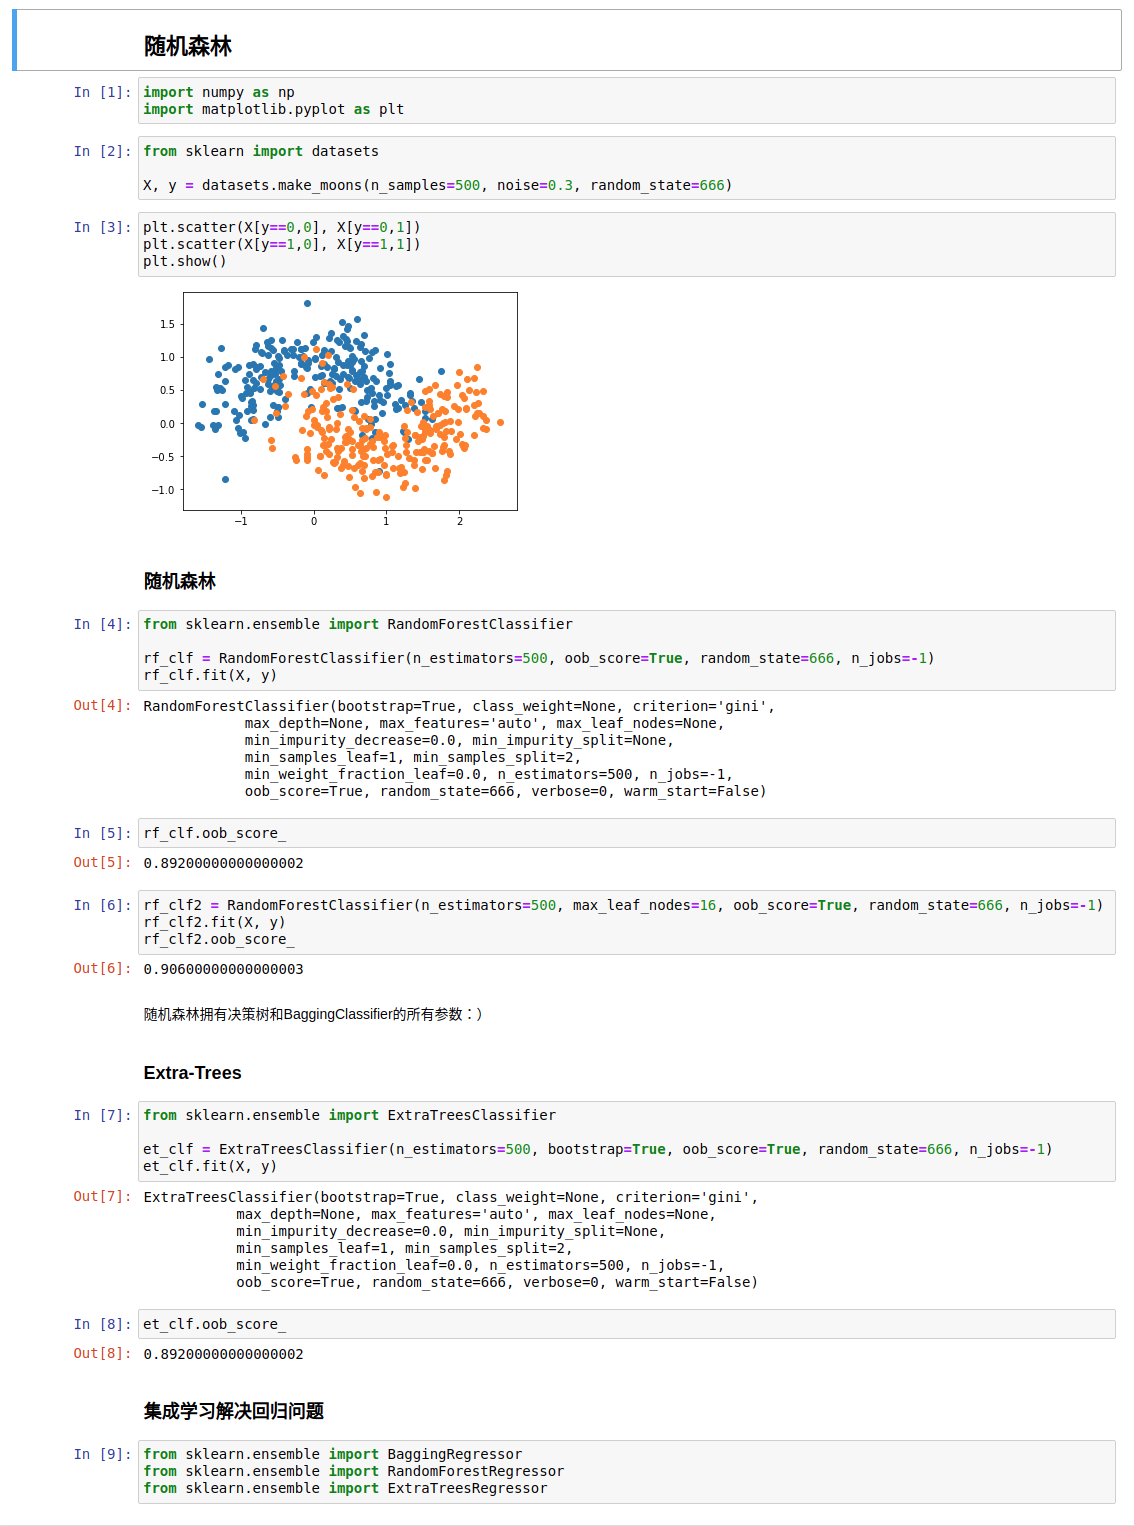 随机森林
In [1]: import numpy as np
import matplotlib.pyplot as plt
In [2]: from sklearn import datasets
X, y = datasets.make_moons(n_samples=500, noise=0.3, random_state=666)
In [3]: plt.scatter(X[y==0,0], X[y==0,1])
plt.scatter(X[y==1,0], X[y==1,1])
plt.show()
1.5
1.0
0.5
0.0
−0.5
−1.0
−1 0 1 2
随机森林
In [4]: from sklearn.ensemble import RandomForestClassifier
rf_clf = RandomForestClassifier(n_estimators=500, oob_score=True, random_state=666, n_jobs=-1)
rf_clf.fit(X, y)
Out[4]: RandomForestClassifier(bootstrap=True, class_weight=None, criterion='gini',
max_depth=None, max_features='auto', max_leaf_nodes=None,
min_impurity_decrease=0.0, min_impurity_split=None,
min_samples_leaf=1, min_samples_split=2,
min_weight_fraction_leaf=0.0, n_estimators=500, n_jobs=-1,
oob_score=True, random_state=666, verbose=0, warm_start=False)
In [5]: rf_clf.oob_score_
Out[5]: 0.89200000000000002
In [6]: rf_clf2 = RandomForestClassifier(n_estimators=500, max_leaf_nodes=16, oob_score=True, random_state=666, n_jobs=-1)
rf_clf2.fit(X, y)
rf_clf2.oob_score_
Out[6]: 0.90600000000000003
随机森林拥有决策树和BaggingClassifier的所有参数：）
Extra-Trees
In [7]: from sklearn.ensemble import ExtraTreesClassifier
et_clf = ExtraTreesClassifier(n_estimators=500, bootstrap=True, oob_score=True, random_state=666, n_jobs=-1)
et_clf.fit(X, y)
Out[7]: ExtraTreesClassifier(bootstrap=True, class_weight=None, criterion='gini',
max_depth=None, max_features='auto', max_leaf_nodes=None,
min_impurity_decrease=0.0, min_impurity_split=None,
min_samples_leaf=1, min_samples_split=2,
min_weight_fraction_leaf=0.0, n_estimators=500, n_jobs=-1,
oob_score=True, random_state=666, verbose=0, warm_start=False)
In [8]: et_clf.oob_score_
Out[8]: 0.89200000000000002
集成学习解决回归问题
In [9]: from sklearn.ensemble import BaggingRegressor
from sklearn.ensemble import RandomForestRegressor
from sklearn.ensemble import ExtraTreesRegressor